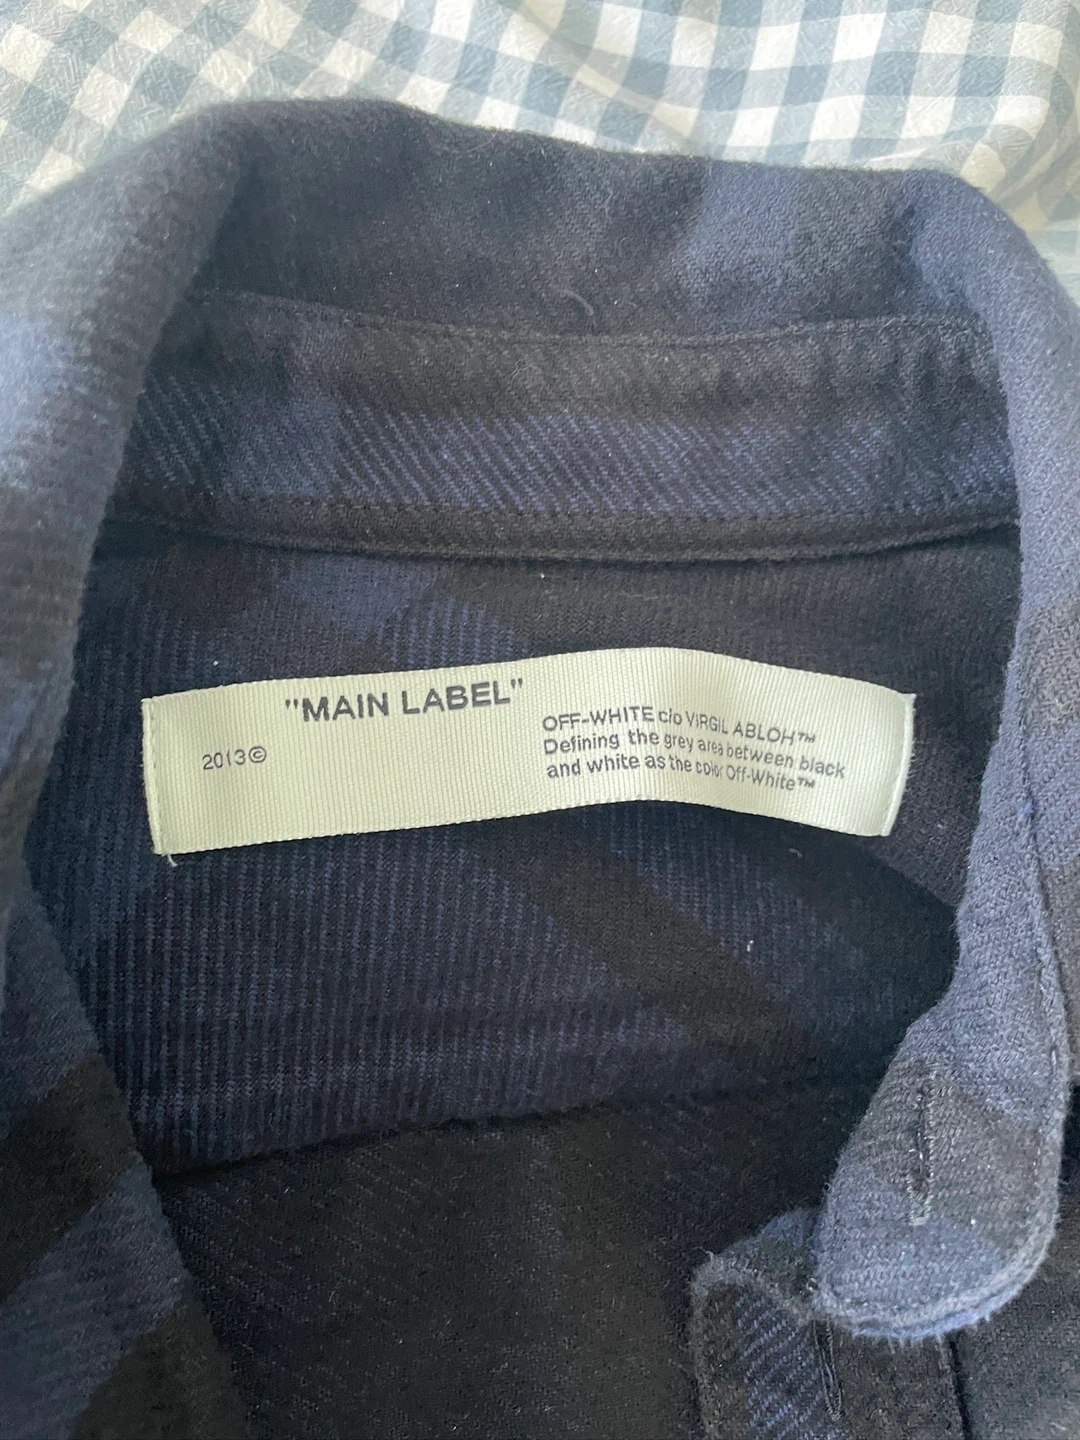 "MAIN LABEL"
2013©
OFF-WHITE c/o VIRGIL ABLOH™
Defining the grey area between black
and white as the color Off-White™